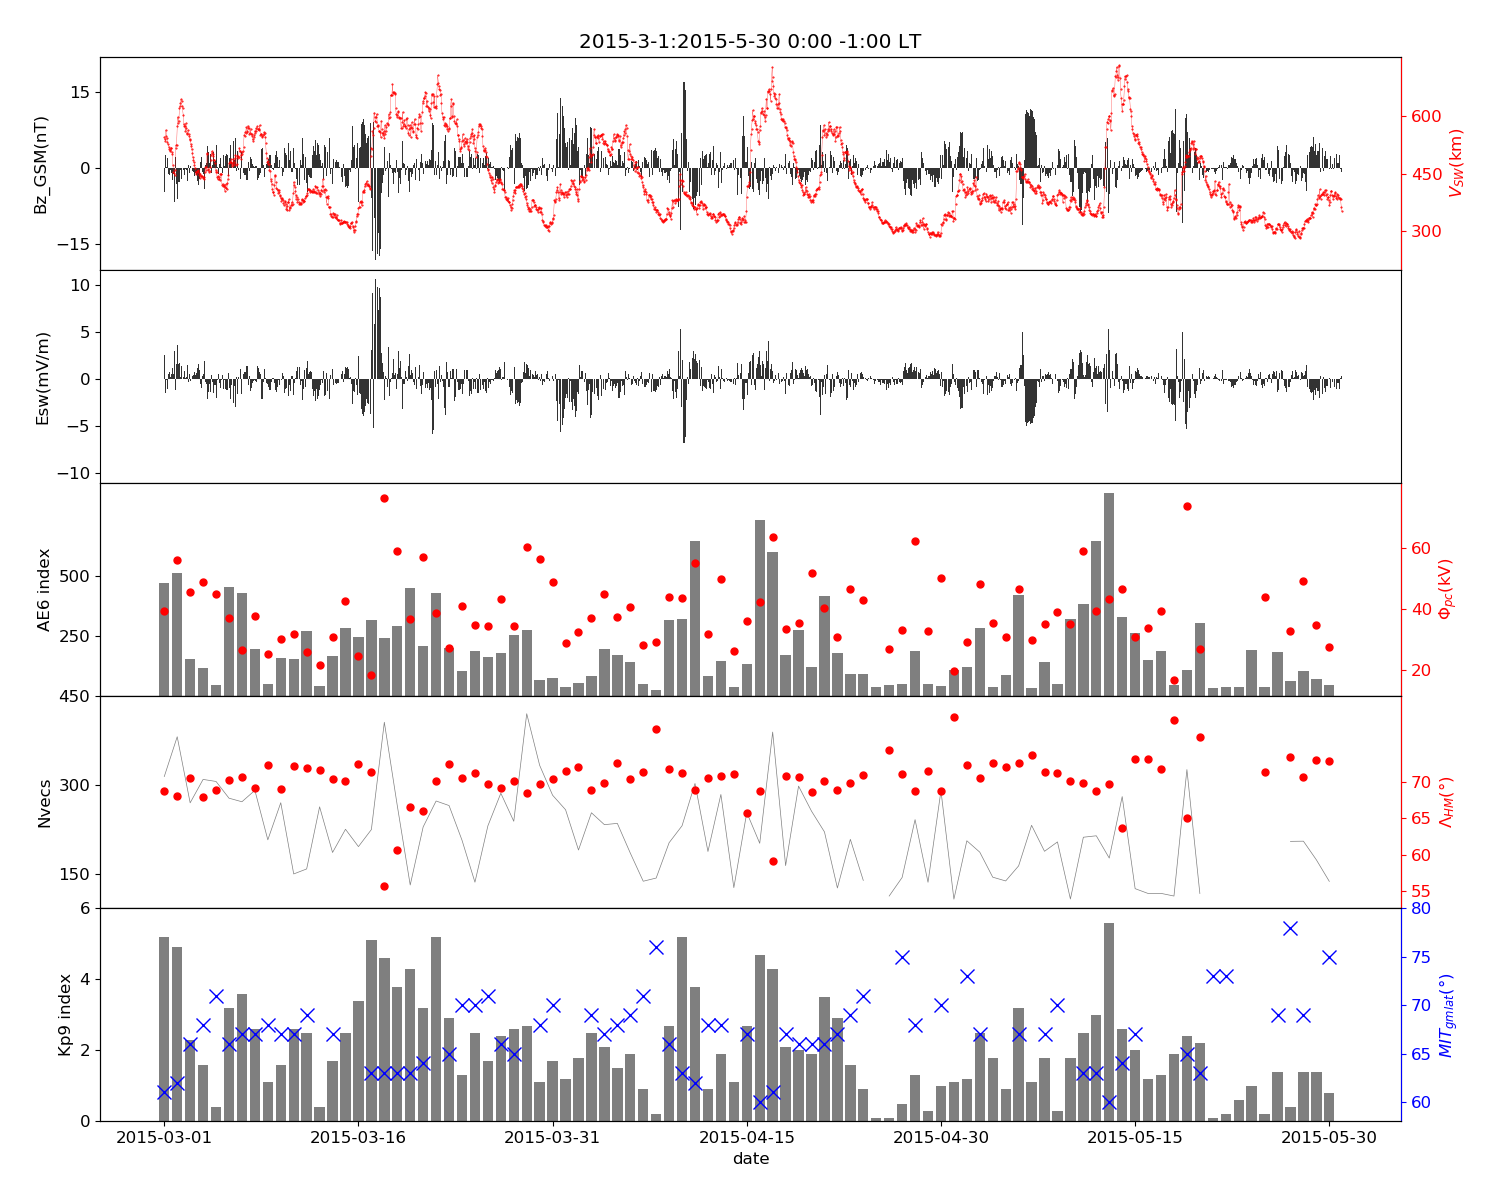 2015-3-1:2015-5-30 0:00 -1:00 LT
Bz_GSM(nT)
15
0
−15
600
450
300
V_SW(km)
Esw(mV/m)
10
5
0
−5
−10
AE6 index
500
250
60
40
20
Φ_pc(kV)
Nvecs
450
300
150
70
65
60
55
Λ_HM(°)
Kp9 index
6
4
2
0
80
75
70
65
60
MIT_gmlat(°)
2015-03-01 2015-03-16 2015-03-31 2015-04-15 2015-04-30 2015-05-15 2015-05-30
date